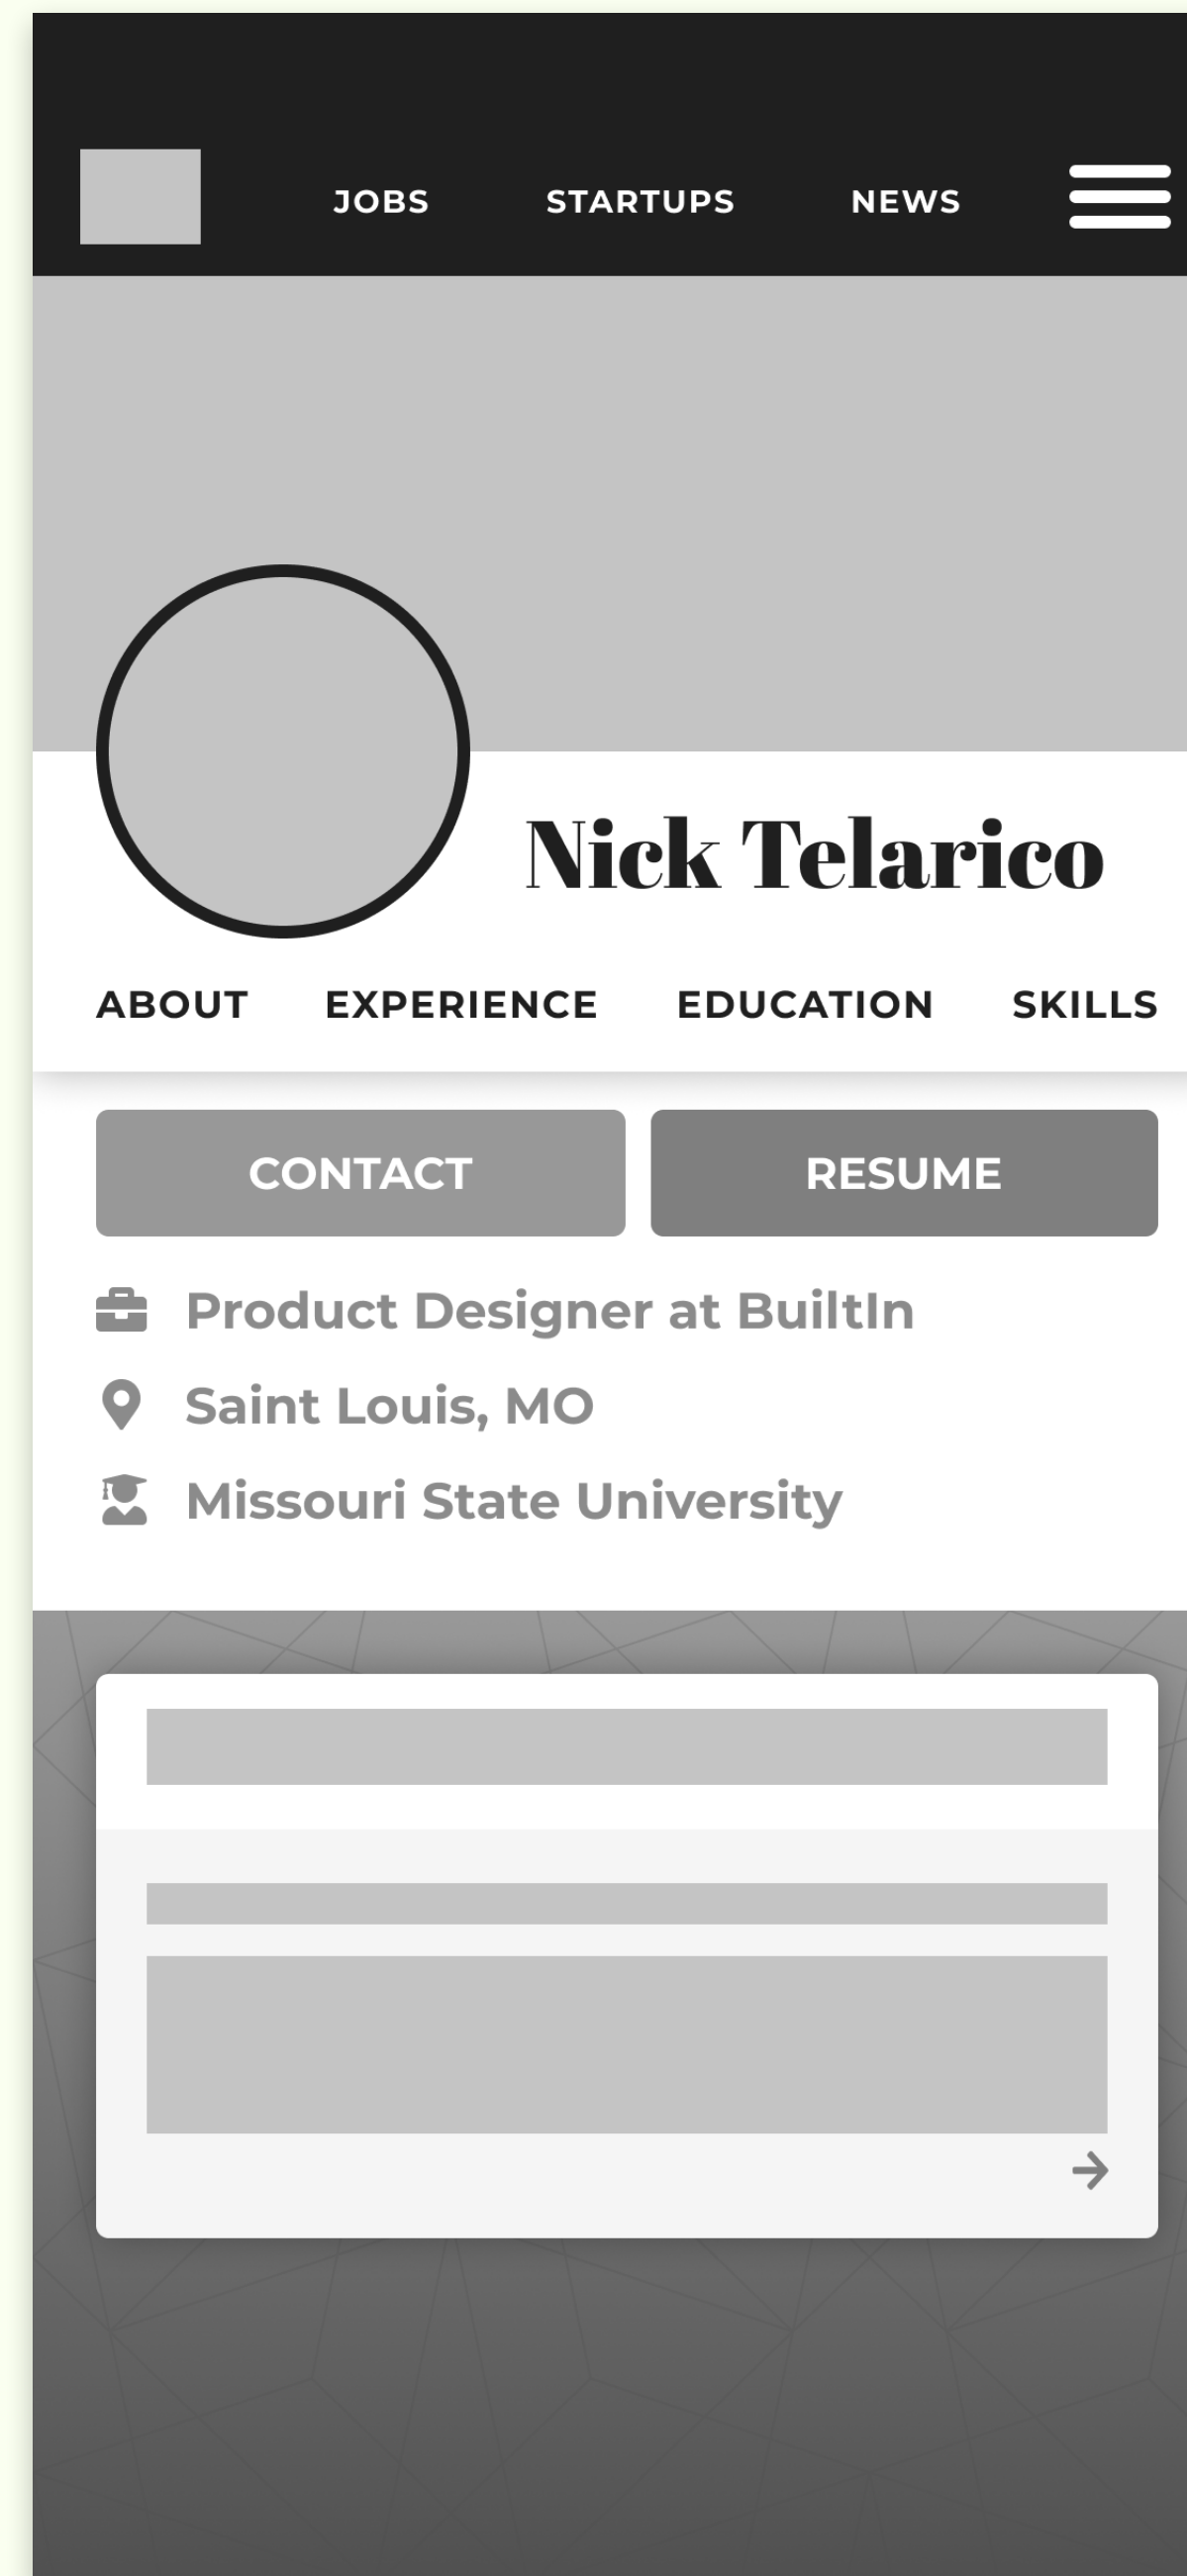 JOBS STARTUPS NEWS
Nick Telarico
ABOUT EXPERIENCE EDUCATION SKILLS
CONTACT RESUME
Product Designer at BuiltIn
Saint Louis, MO
Missouri State University